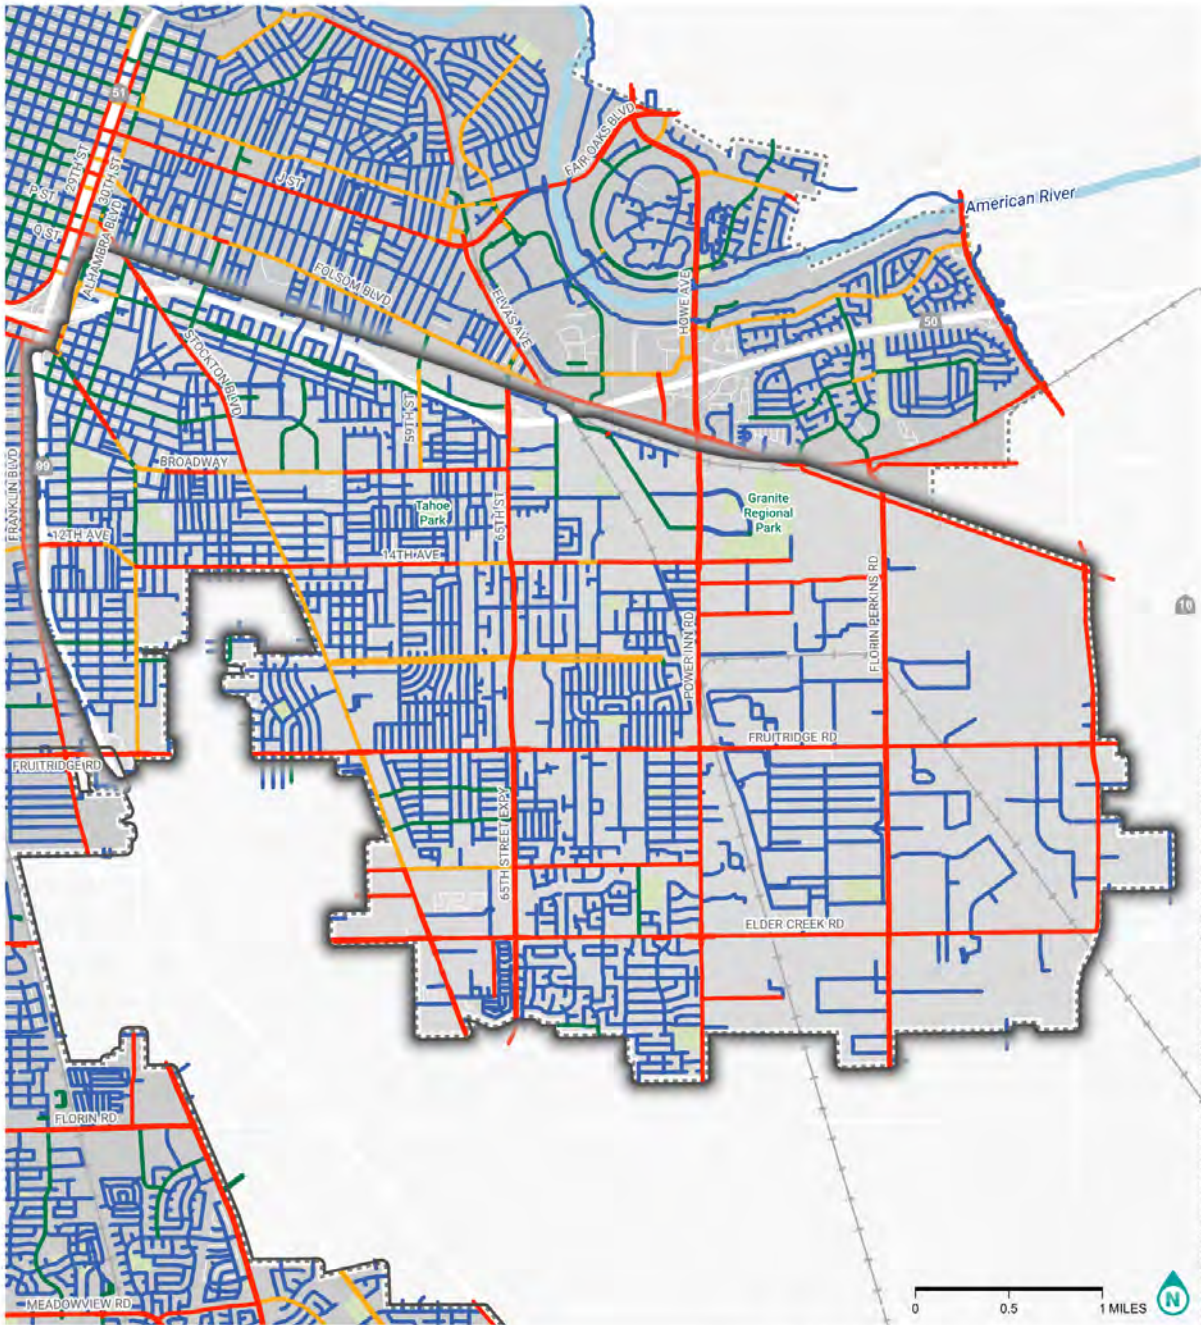 51
29TH ST
30TH ST
P ST
Q ST
ALHAMBRA BLVD
J ST
FAIR OAKS BLVD
American River
FOLSOM BLVD
ELVAS AVE
HOWE AVE
50
STOCKTON BLVD
59TH ST
FRANKLIN BLVD
99
BROADWAY
Tahoe
Park
65TH ST
Granite
Regional
Park
12TH AVE
14TH AVE
FLORIN PERKINS RD
16
POWER INN RD
FRUITRIDGE RD
FRUITRIDGE RD
65TH STREET EXPY
ELDER CREEK RD
FLORIN RD
MEADOWVIEW RD
0 0.5 1 MILES
N